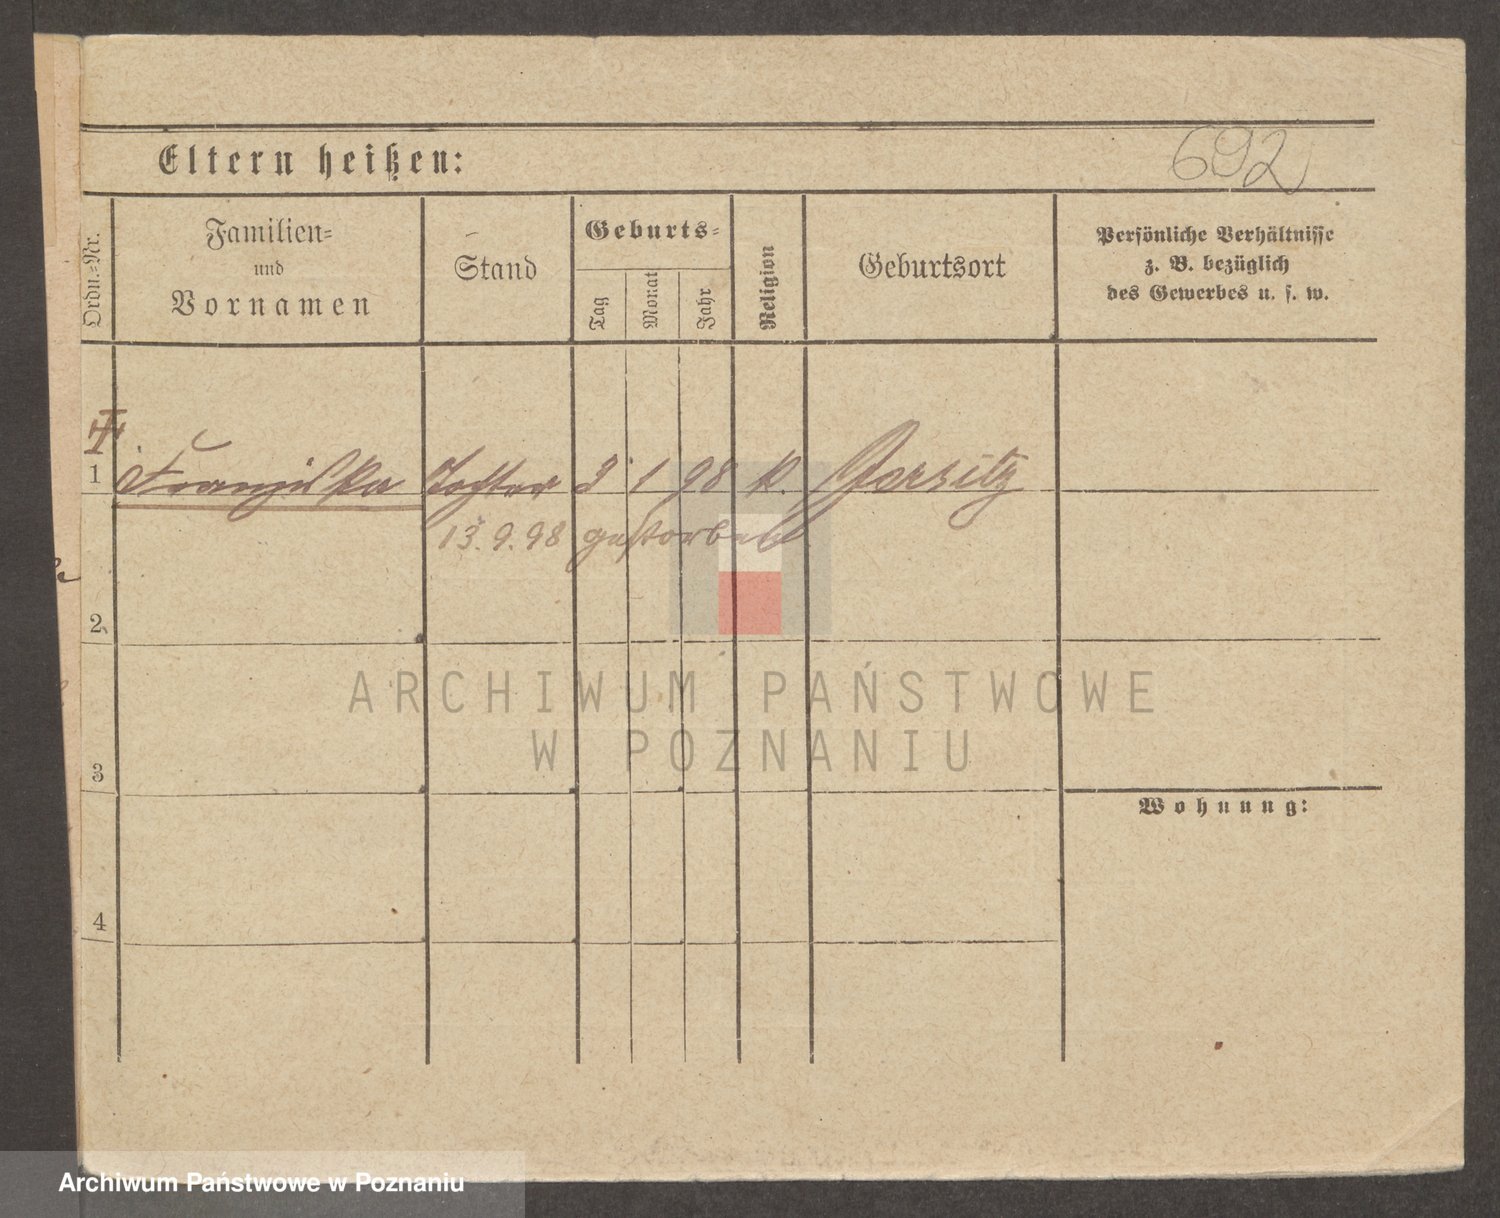 Eltern heißen:
692
Ordn.-Nr.
Familien-
und
Vornamen
Stand
Geburts-
Tag
Monat
Jahr
Religion
Geburtsort
Persönliche Verhältnisse
z. B. bezüglich
des Gewerbes u. s. w.
1 Franziska Tochter 3 1 98 k. Jersitz
13.9.98 gestorben
2
3
Wohnung:
4
ARCHIWUM PAŃSTWOWE
W POZNANIU
Archiwum Państwowe w Poznaniu